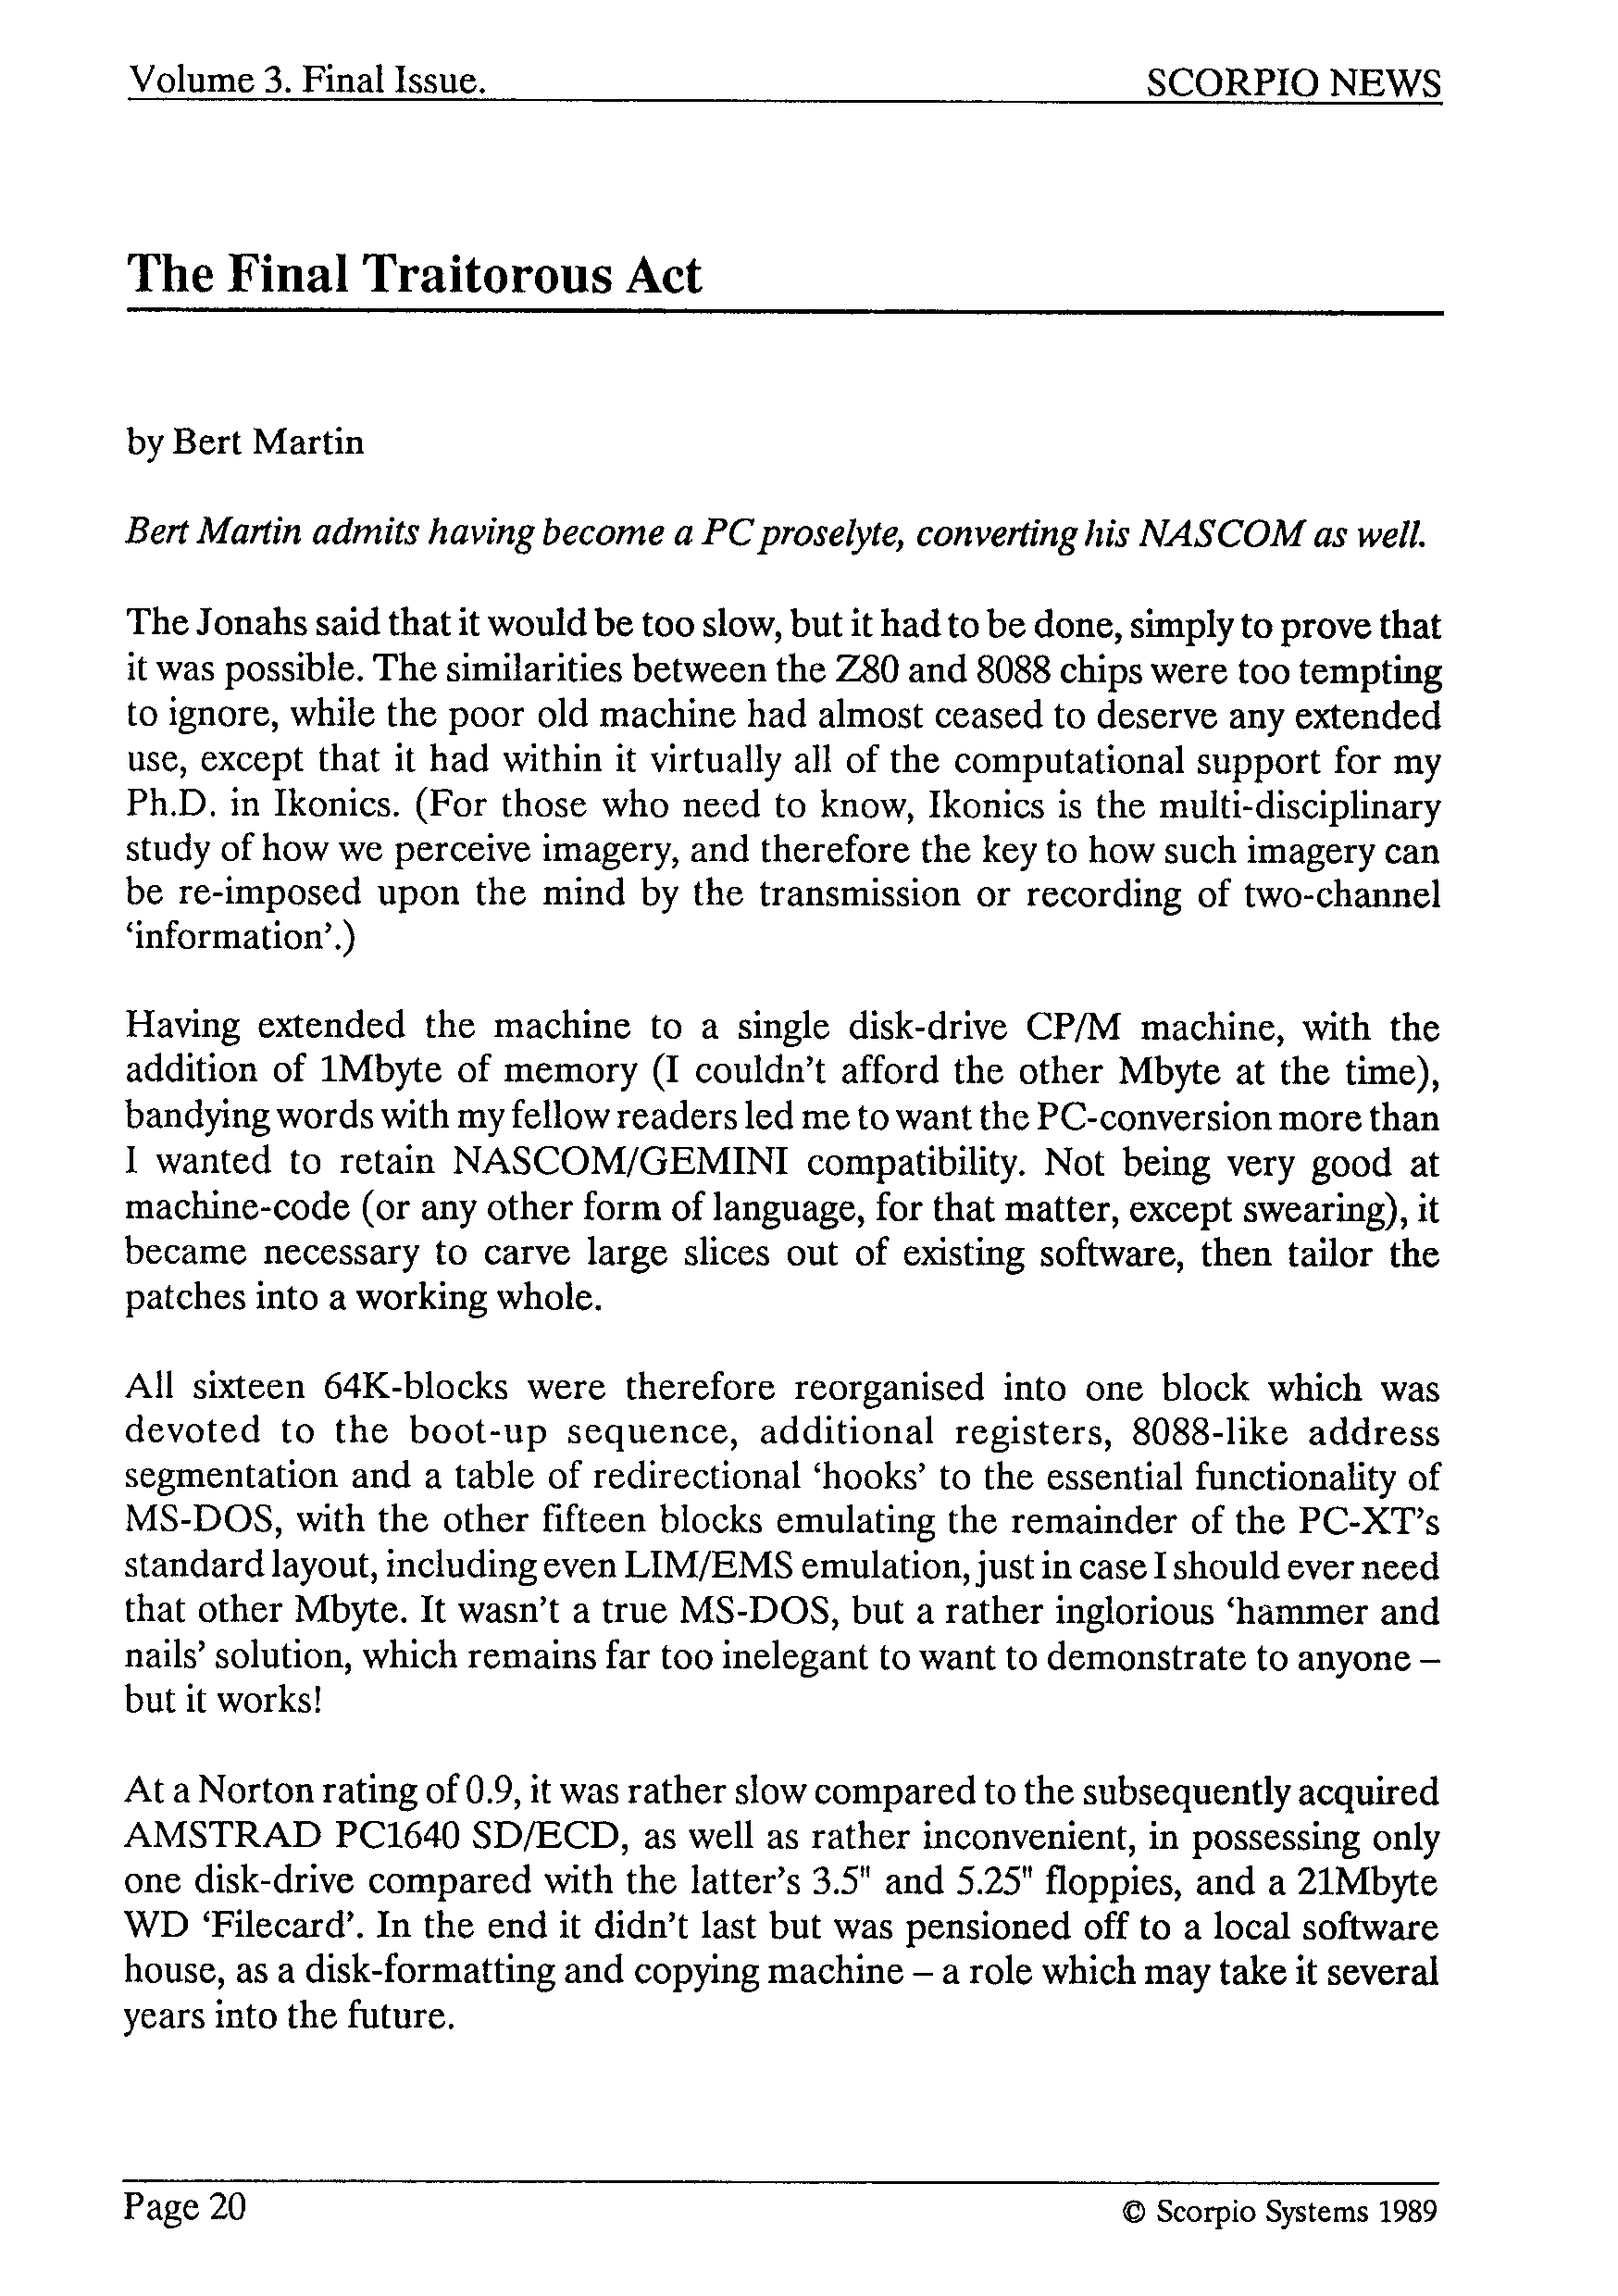 Volume 3. Final Issue. SCORPIO NEWS
The Final Traitorous Act
by Bert Martin
Bert Martin admits having become a PC proselyte, converting his NASCOM as well.
The Jonahs said that it would be too slow, but it had to be done, simply to prove that
it was possible. The similarities between the Z80 and 8088 chips were too tempting
to ignore, while the poor old machine had almost ceased to deserve any extended
use, except that it had within it virtually all of the computational support for my
Ph.D. in Ikonics. (For those who need to know, Ikonics is the multi-disciplinary
study of how we perceive imagery, and therefore the key to how such imagery can
be re-imposed upon the mind by the transmission or recording of two-channel
‘information’.)
Having extended the machine to a single disk-drive CP/M machine, with the
addition of 1Mbyte of memory (I couldn’t afford the other Mbyte at the time),
bandying words with my fellow readers led me to want the PC-conversion more than
I wanted to retain NASCOM/GEMINI compatibility. Not being very good at
machine-code (or any other form of language, for that matter, except swearing), it
became necessary to carve large slices out of existing software, then tailor the
patches into a working whole.
All sixteen 64K-blocks were therefore reorganised into one block which was
devoted to the boot-up sequence, additional registers, 8088-like address
segmentation and a table of redirectional ‘hooks’ to the essential functionality of
MS-DOS, with the other fifteen blocks emulating the remainder of the PC-XT’s
standard layout, including even LIM/EMS emulation, just in case I should ever need
that other Mbyte. It wasn’t a true MS-DOS, but a rather inglorious ‘hammer and
nails’ solution, which remains far too inelegant to want to demonstrate to anyone –
but it works!
At a Norton rating of 0.9, it was rather slow compared to the subsequently acquired
AMSTRAD PC1640 SD/ECD, as well as rather inconvenient, in possessing only
one disk-drive compared with the latter’s 3.5" and 5.25" floppies, and a 21Mbyte
WD ‘Filecard’. In the end it didn’t last but was pensioned off to a local software
house, as a disk-formatting and copying machine – a role which may take it several
years into the future.
Page 20 © Scorpio Systems 1989